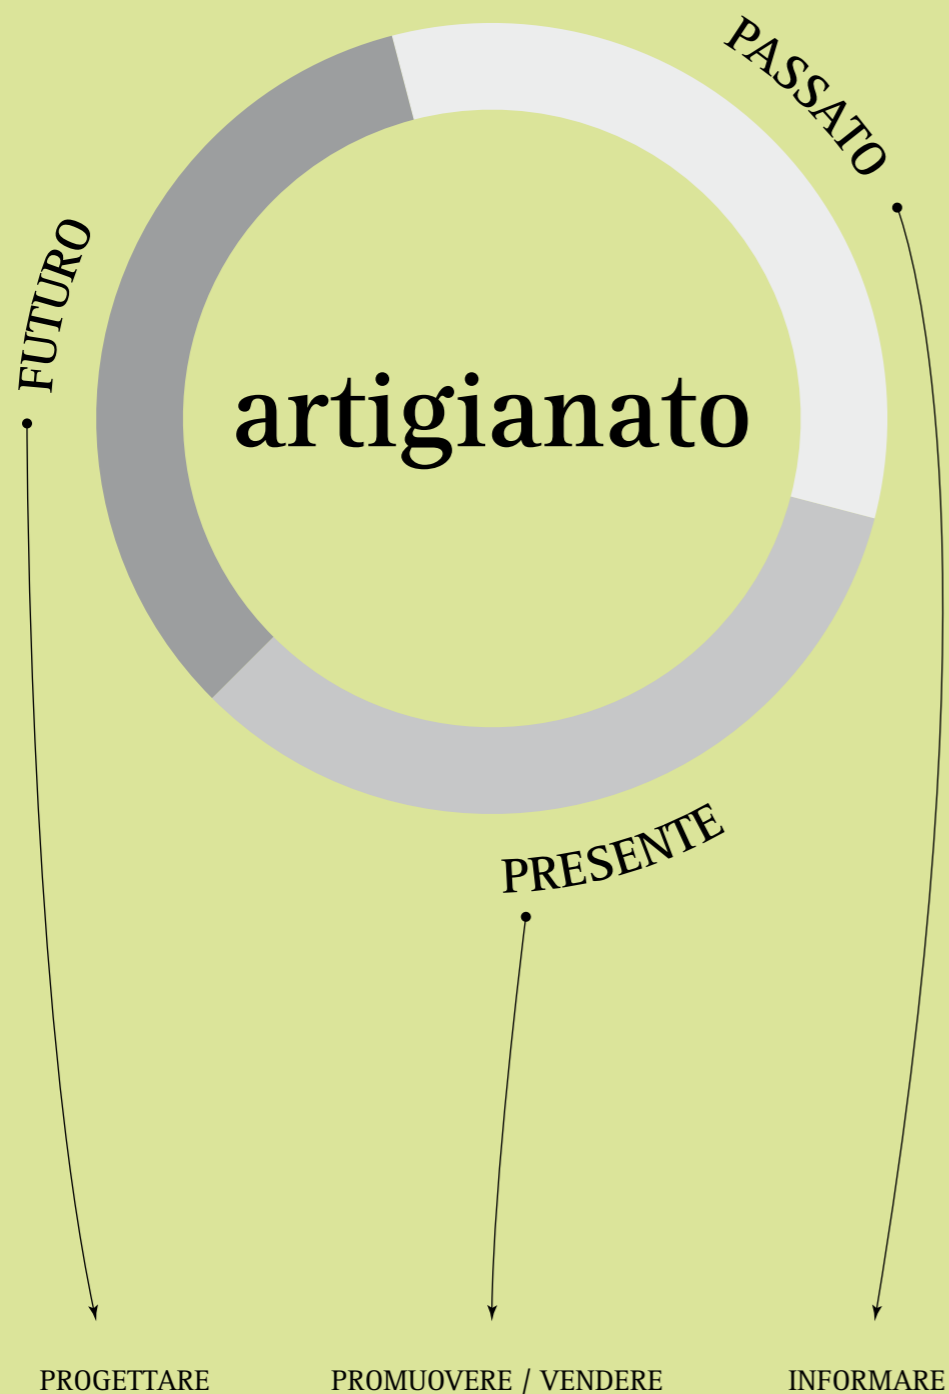 PASSATO
FUTURO
artigianato
PRESENTE
PROGETTARE
PROMUOVERE / VENDERE
INFORMARE